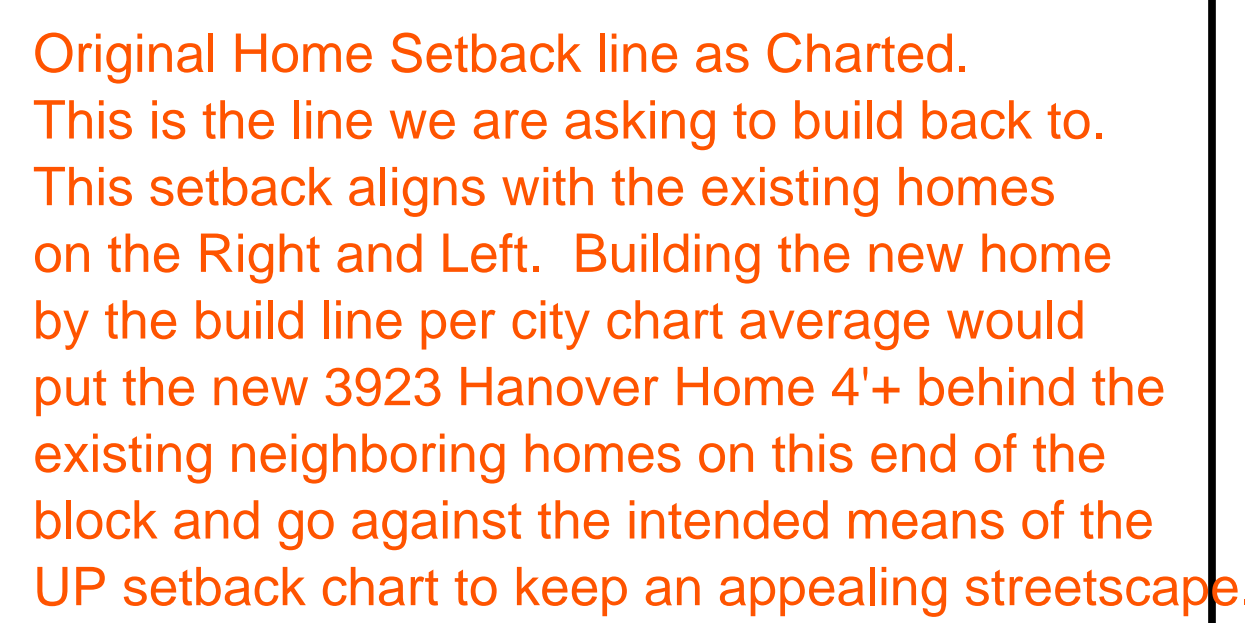 Original Home Setback line as Charted.
This is the line we are asking to build back to.
This setback aligns with the existing homes
on the Right and Left.  Building the new home
by the build line per city chart average would
put the new 3923 Hanover Home 4'+ behind the
existing neighboring homes on this end of the
block and go against the intended means of the
UP setback chart to keep an appealing streetscape.